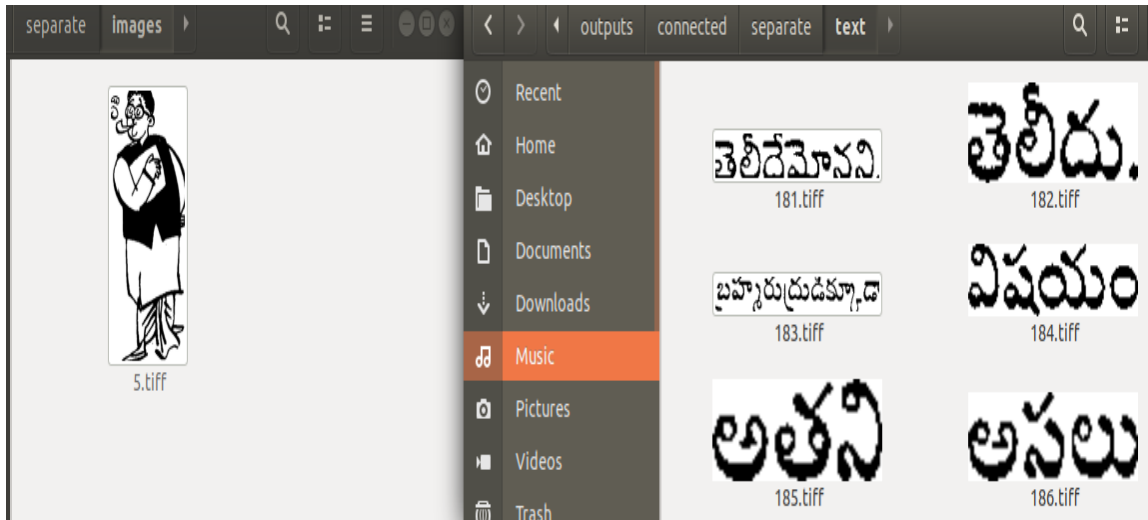 separate images
5.tiff
outputs connected separate text
Recent
Home
Desktop
Documents
Downloads
Music
Pictures
Videos
Trash
తెలీదేమోనని.
181.tiff
తెలీదు.
182.tiff
బ్రహ్మరుద్రుడిక్కూడా
183.tiff
విషయం
184.tiff
అతని
185.tiff
అసలు
186.tiff